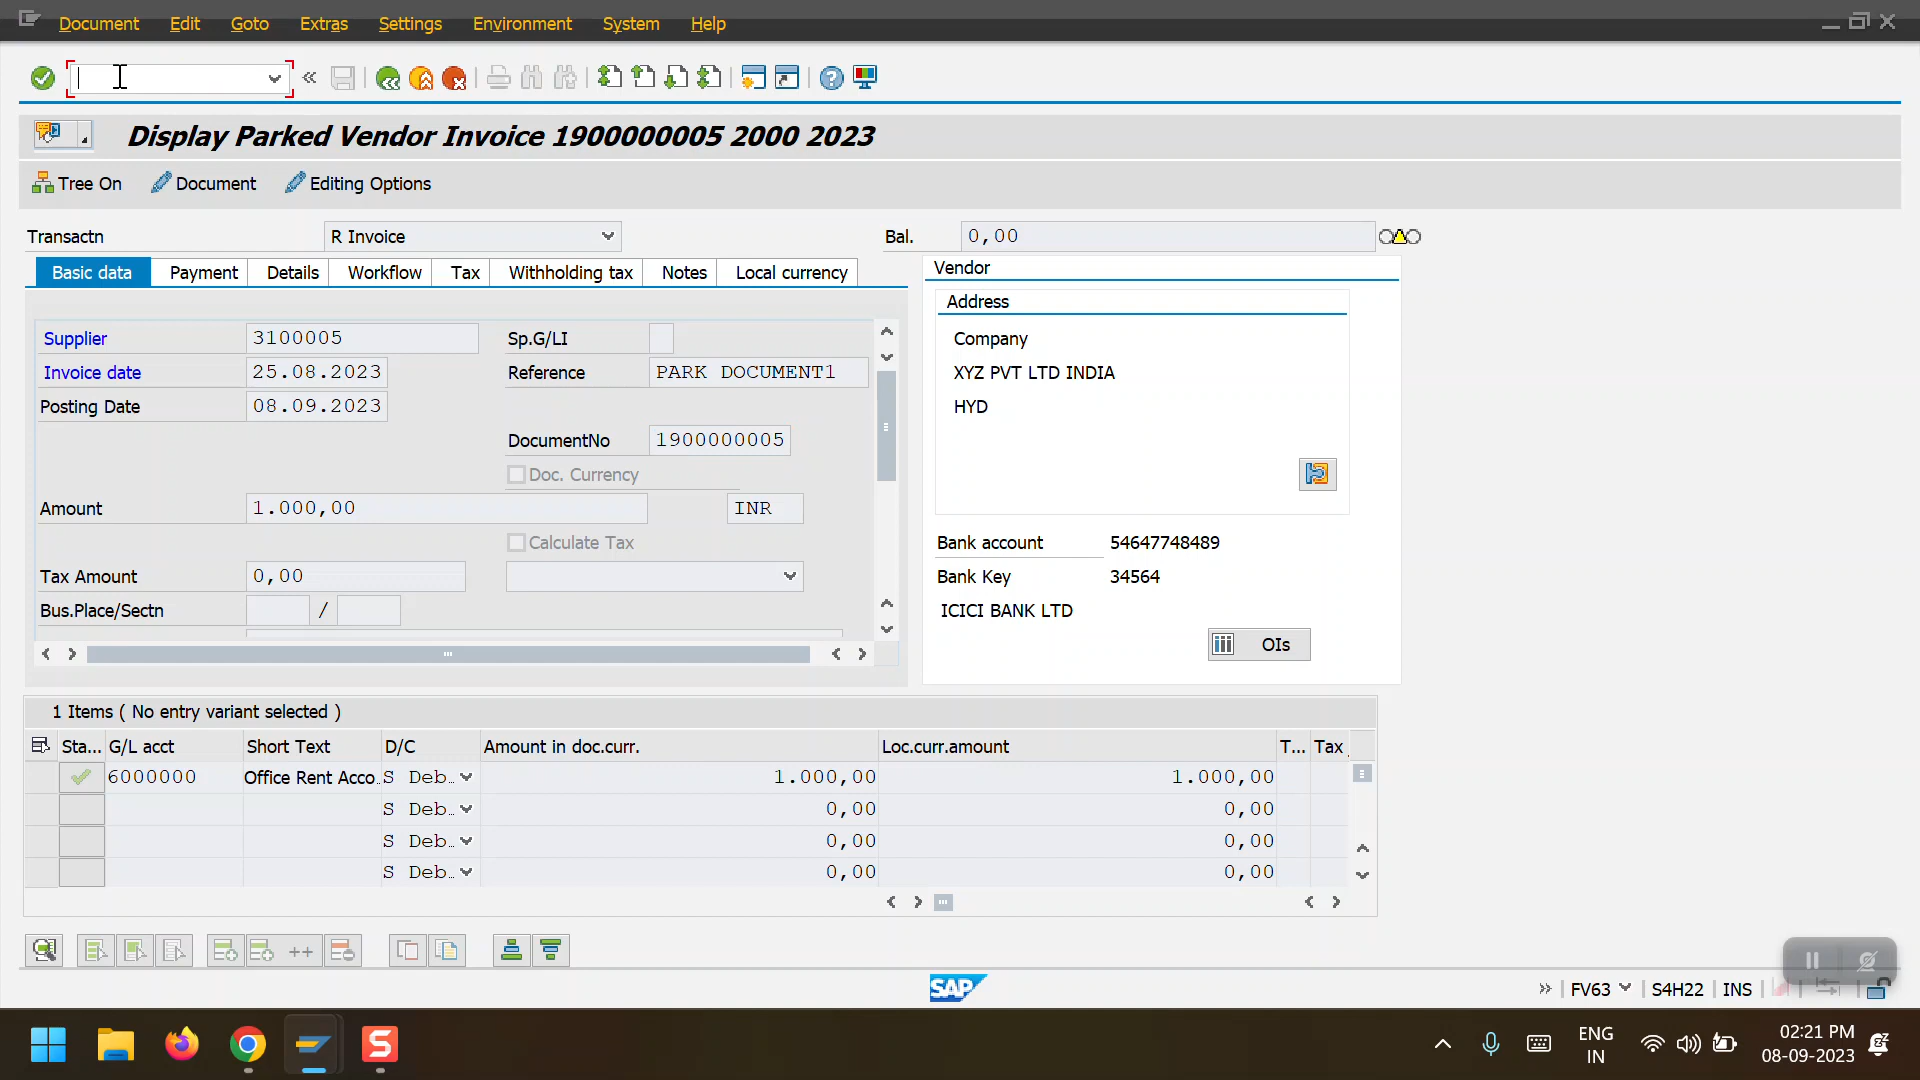 Document Edit Goto Extras Settings Environment System Help
Display Parked Vendor Invoice 1900000005 2000 2023
Tree On Document Editing Options
Transactn R Invoice Bal. 0,00
Basic data Payment Details Workflow Tax Withholding tax Notes Local currency
Vendor
Address
Supplier 3100005 Sp.G/LI
Company
Invoice date 25.08.2023 Reference PARK DOCUMENT1
XYZ PVT LTD INDIA
Posting Date 08.09.2023
HYD
DocumentNo 1900000005
Doc. Currency
Amount 1.000,00 INR
Calculate Tax
Bank account 54647748489
Tax Amount 0,00
Bank Key 34564
Bus.Place/Sectn /
ICICI BANK LTD
OIs
1 Items ( No entry variant selected )
Sta... G/L acct Short Text D/C Amount in doc.curr. Loc.curr.amount T... Tax
6000000 Office Rent Acco.. S Deb… 1.000,00 1.000,00
S Deb… 0,00 0,00
S Deb… 0,00 0,00
S Deb… 0,00 0,00
SAP
FV63 S4H22 INS
ENG
IN
02:21 PM
08-09-2023